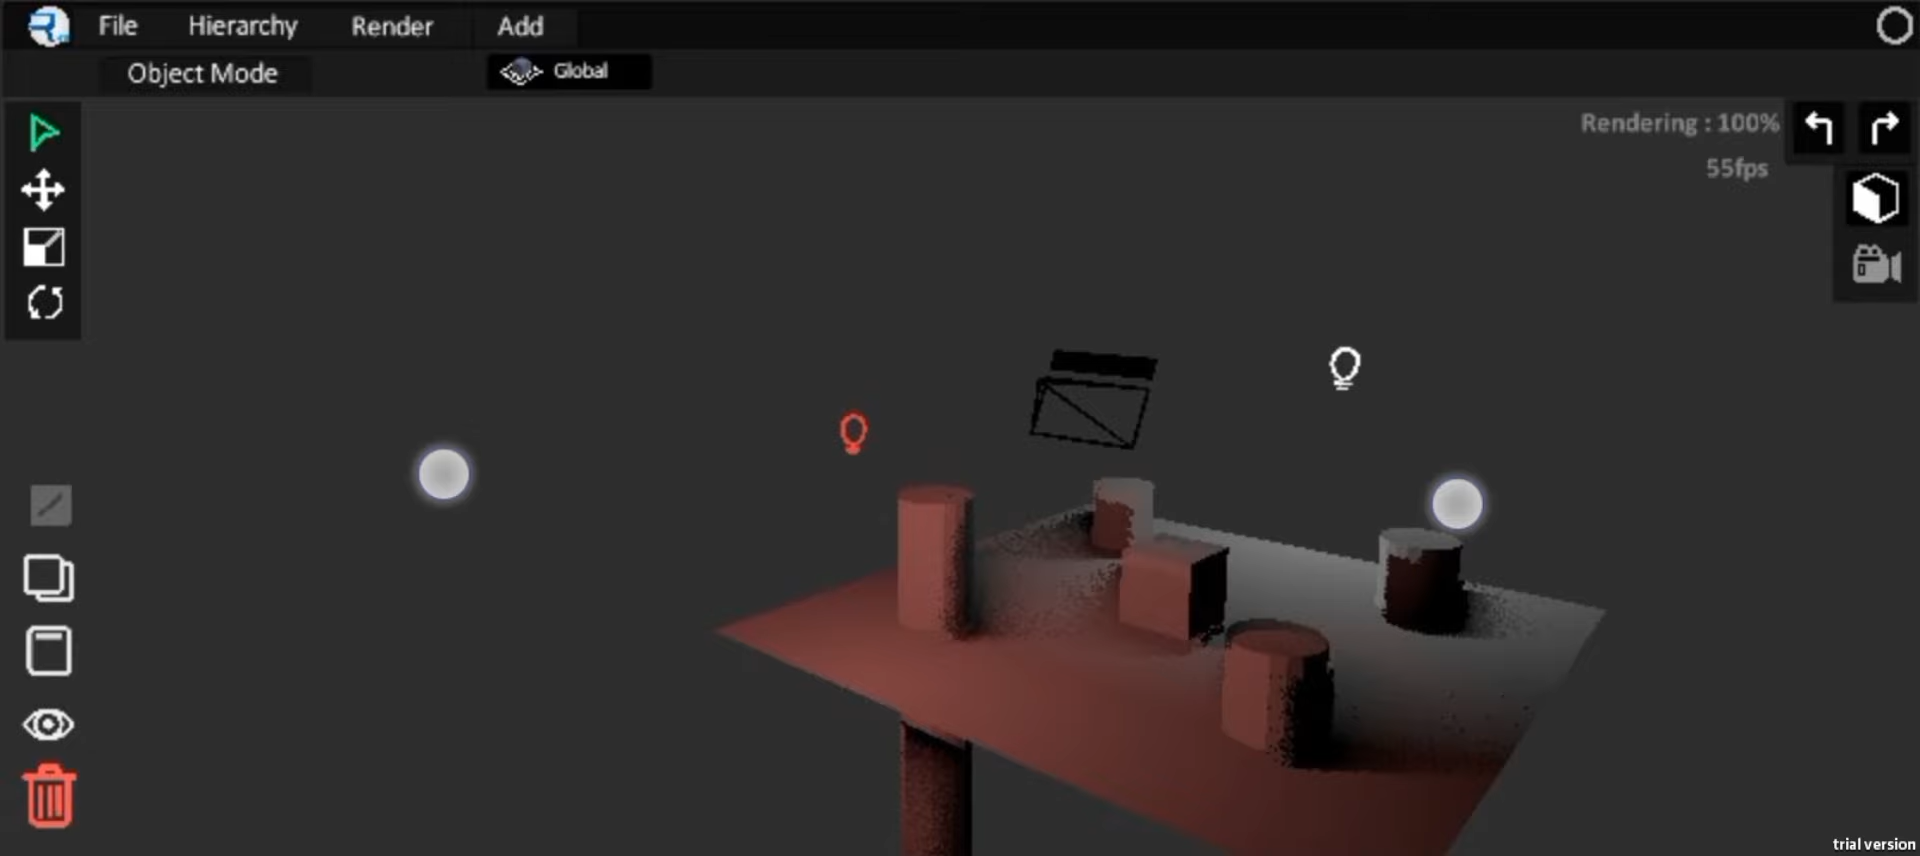 File Hierarchy Render Add
Object Mode Global
Rendering : 100%
55fps
trial version